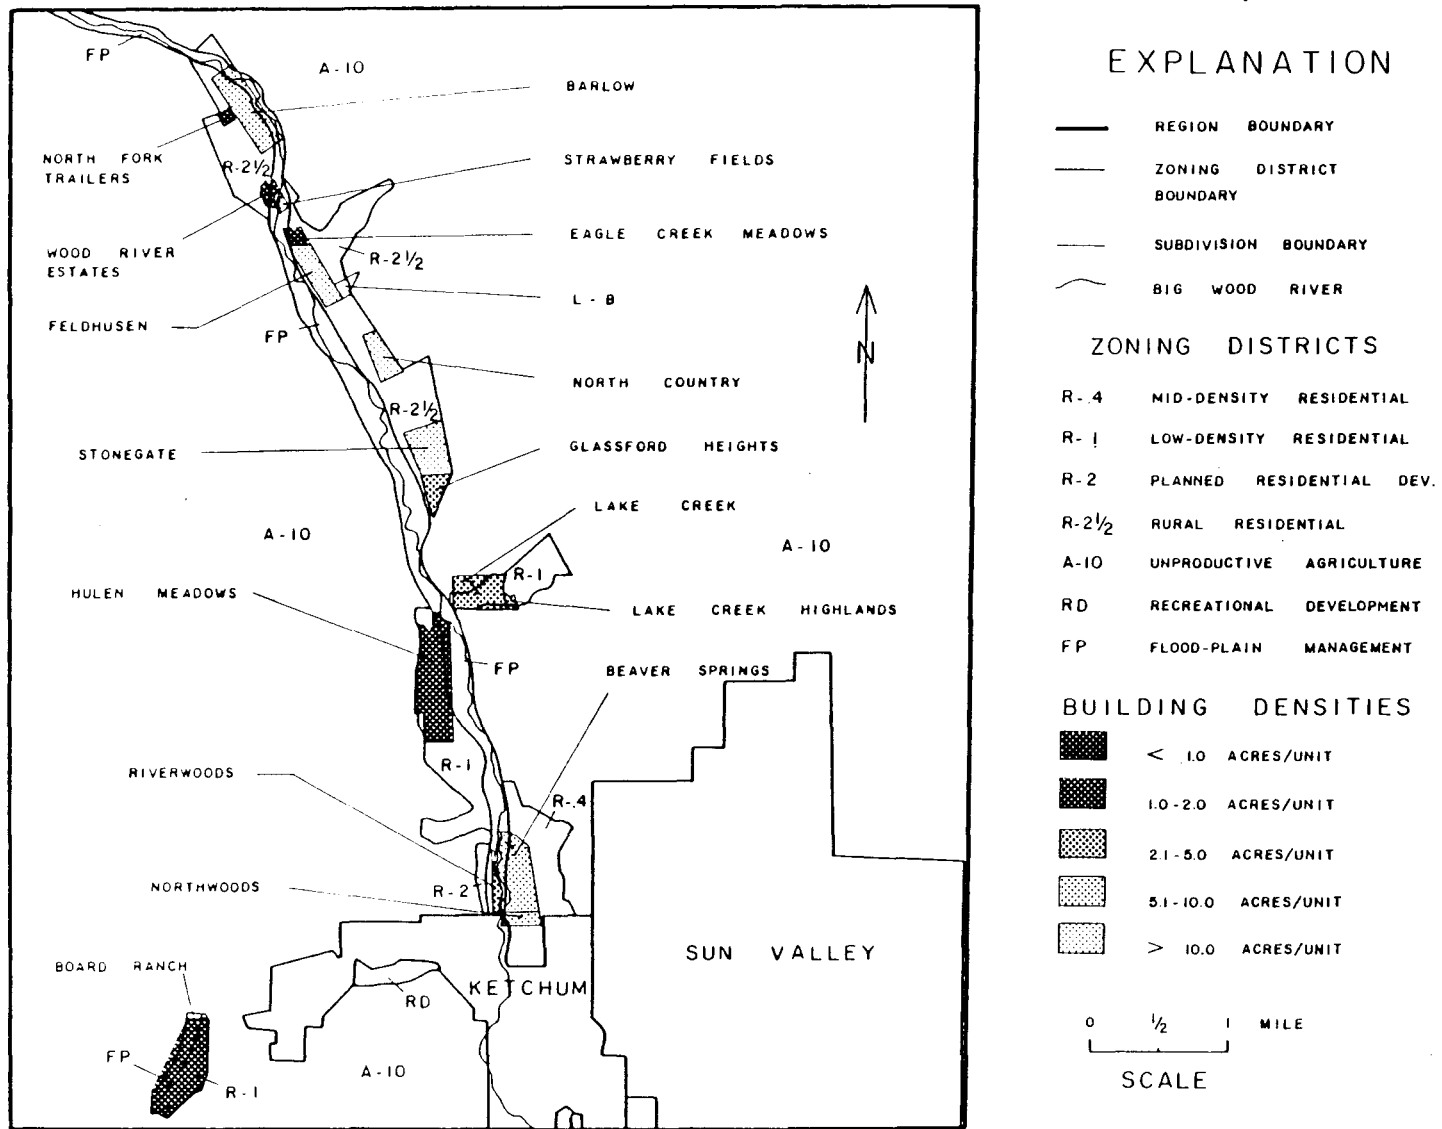 FP
A-10
BARLOW
NORTH FORK
TRAILERS
R-2½
STRAWBERRY FIELDS
WOOD RIVER
ESTATES
EAGLE CREEK MEADOWS
R-2½
L-B
FELDHUSEN
FP
NORTH COUNTRY
R-2½
STONEGATE
GLASSFORD HEIGHTS
LAKE CREEK
A-10
A-10
R-1
HULEN MEADOWS
LAKE CREEK HIGHLANDS
FP
BEAVER SPRINGS
R-1
RIVERWOODS
R-.4
R-2
NORTHWOODS
SUN VALLEY
BOARD RANCH
RD
KETCHUM
FP
R-1
A-10
N
EXPLANATION
REGION BOUNDARY
ZONING DISTRICT
BOUNDARY
SUBDIVISION BOUNDARY
BIG WOOD RIVER
ZONING DISTRICTS
R-.4 MID-DENSITY RESIDENTIAL
R-1 LOW-DENSITY RESIDENTIAL
R-2 PLANNED RESIDENTIAL DEV.
R-2½ RURAL RESIDENTIAL
A-10 UNPRODUCTIVE AGRICULTURE
RD RECREATIONAL DEVELOPMENT
FP FLOOD-PLAIN MANAGEMENT
BUILDING DENSITIES
< 1.0 ACRES/UNIT
1.0-2.0 ACRES/UNIT
2.1-5.0 ACRES/UNIT
5.1-10.0 ACRES/UNIT
> 10.0 ACRES/UNIT
0 ½ 1 MILE
SCALE